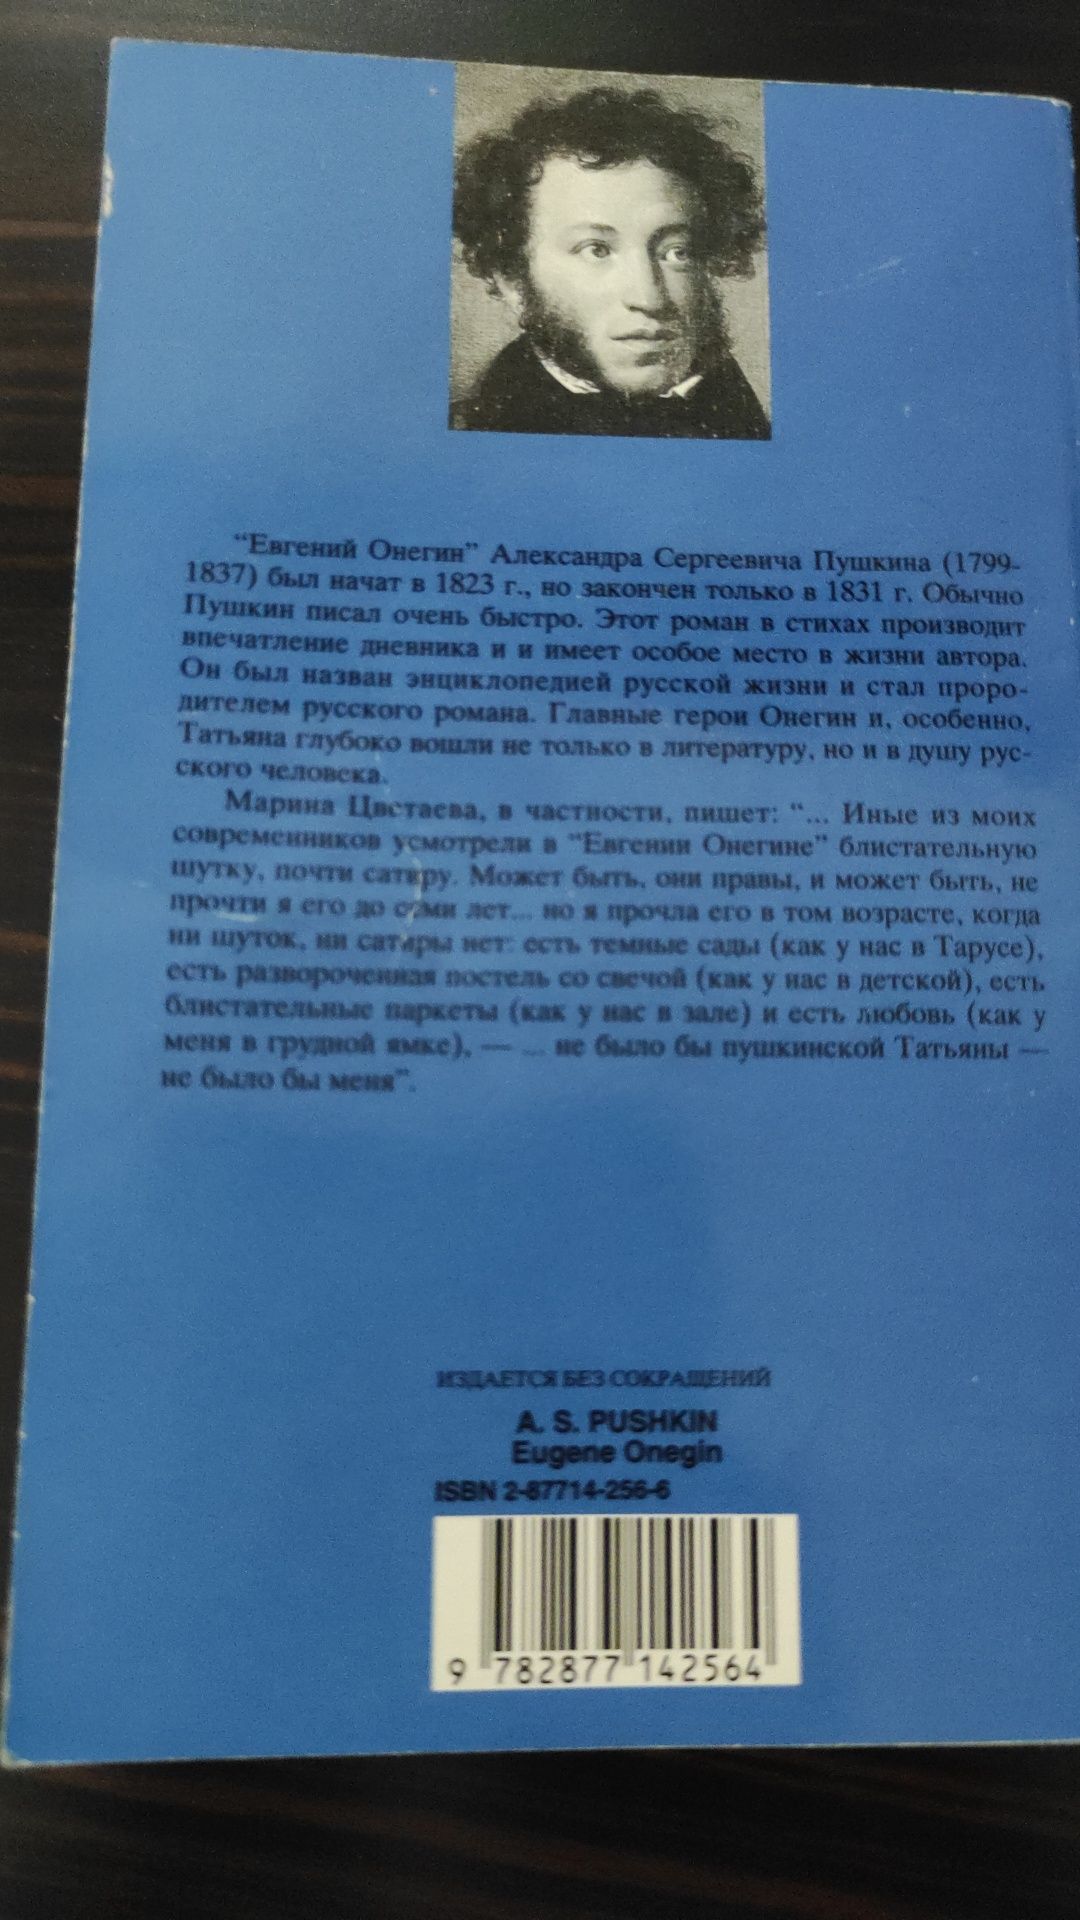 “Евгений Онегин” Александра Сергеевича Пушкина (1799-
1837) был начат в 1823 г., но закончен только в 1831 г. Обычно
Пушкин писал очень быстро. Этот роман в стихах производит
впечатление дневника и и имеет особое место в жизни автора.
Он был назван энциклопедией русской жизни и стал проро-
дителем русского романа. Главные герои Онегин и, особенно,
Татьяна глубоко вошли не только в литературу, но и в душу рус-
ского человека.
Марина Цветаева, в частности, пишет: “... Иные из моих
современников усмотрели в “Евгении Онегине” блистательную
шутку, почти сатиру. Может быть, они правы, и может быть, не
прочти я его до семи лет... но я прочла его в том возрасте, когда
ни шуток, ни сатиры нет: есть темные сады (как у нас в Тарусе),
есть развороченная постель со свечой (как у нас в детской), есть
блистательные паркеты (как у нас в зале) и есть любовь (как у
меня в грудной ямке), — ... не было бы пушкинской Татьяны —
не было бы меня”.
ИЗДАЕТСЯ БЕЗ СОКРАЩЕНИЙ
A. S. PUSHKIN
Eugene Onegin
ISBN 2-87714-256-6
9 782877 142564